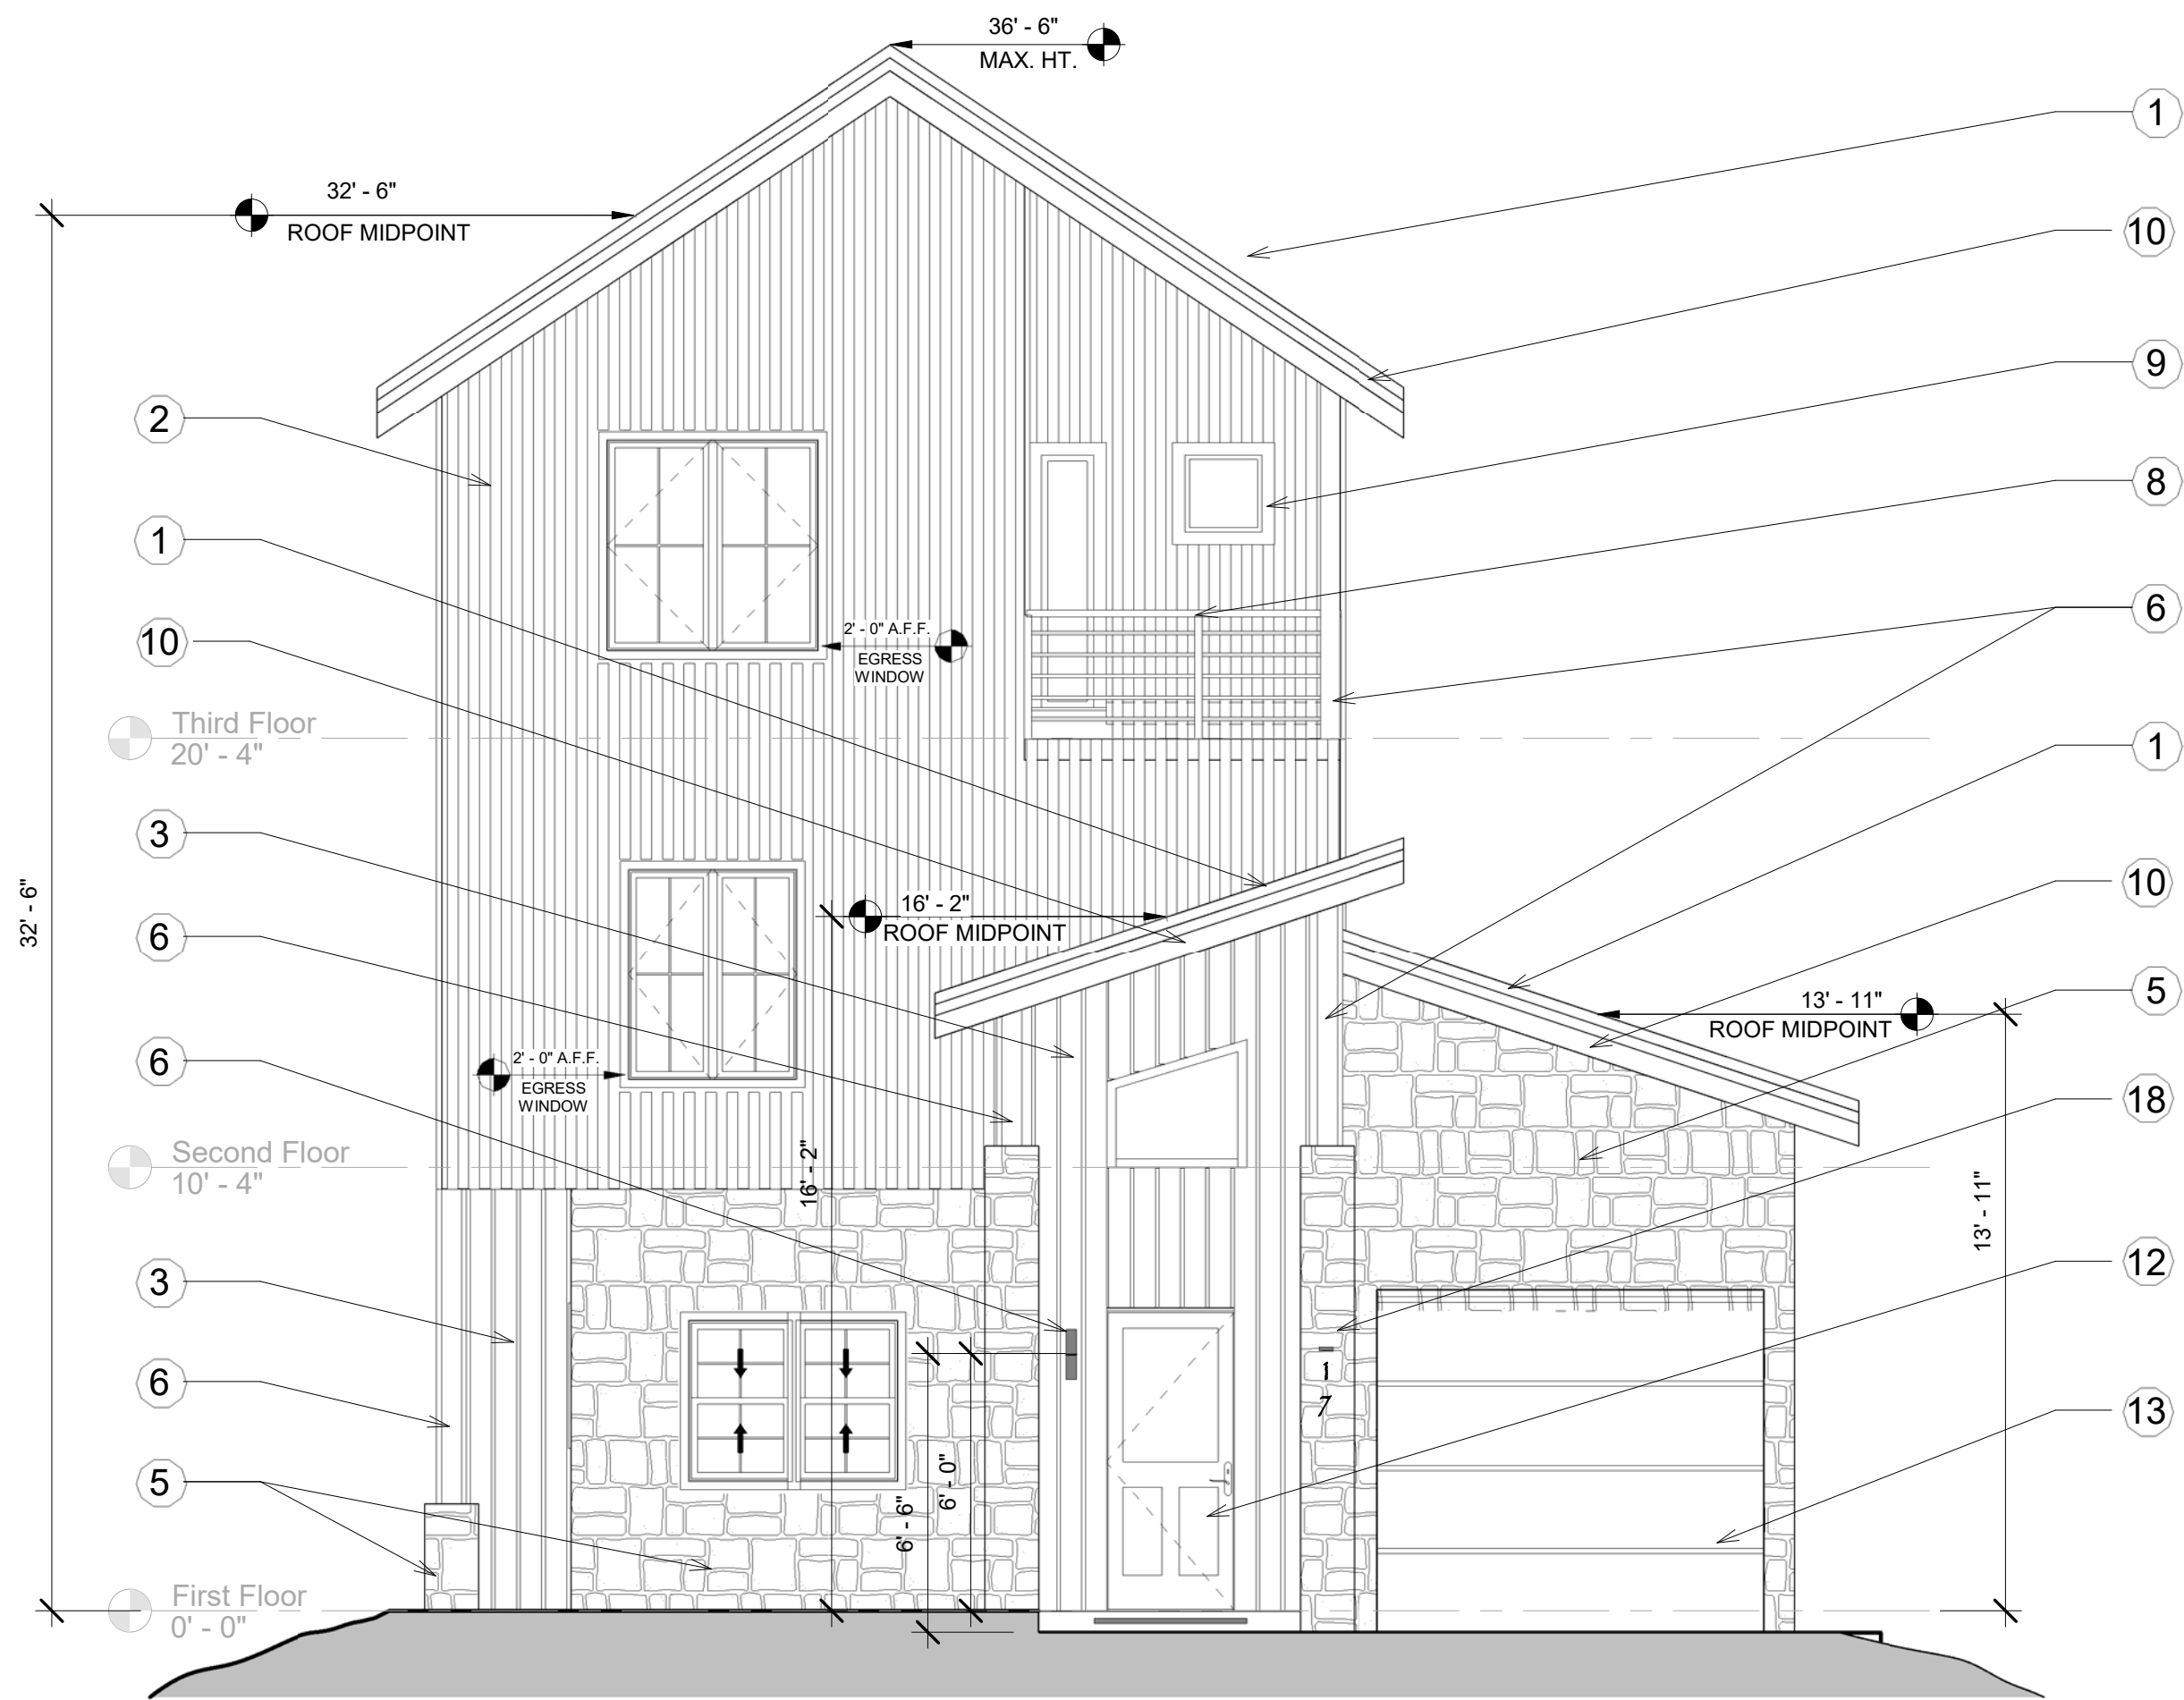 36' - 6"
MAX. HT.
1
32' - 6"
ROOF MIDPOINT
10
9
2
8
1
6
2' - 0" A.F.F.
EGRESS
WINDOW
10
Third Floor
20' - 4"
1
3
10
32' - 6"
16' - 2"
ROOF MIDPOINT
6
5
13' - 11"
ROOF MIDPOINT
6
2' - 0" A.F.F.
EGRESS
WINDOW
18
Second Floor
10' - 4"
16' - 2"
13' - 11"
12
3
6
1
7
13
5
6' - 6"
6' - 0"
First Floor
0' - 0"